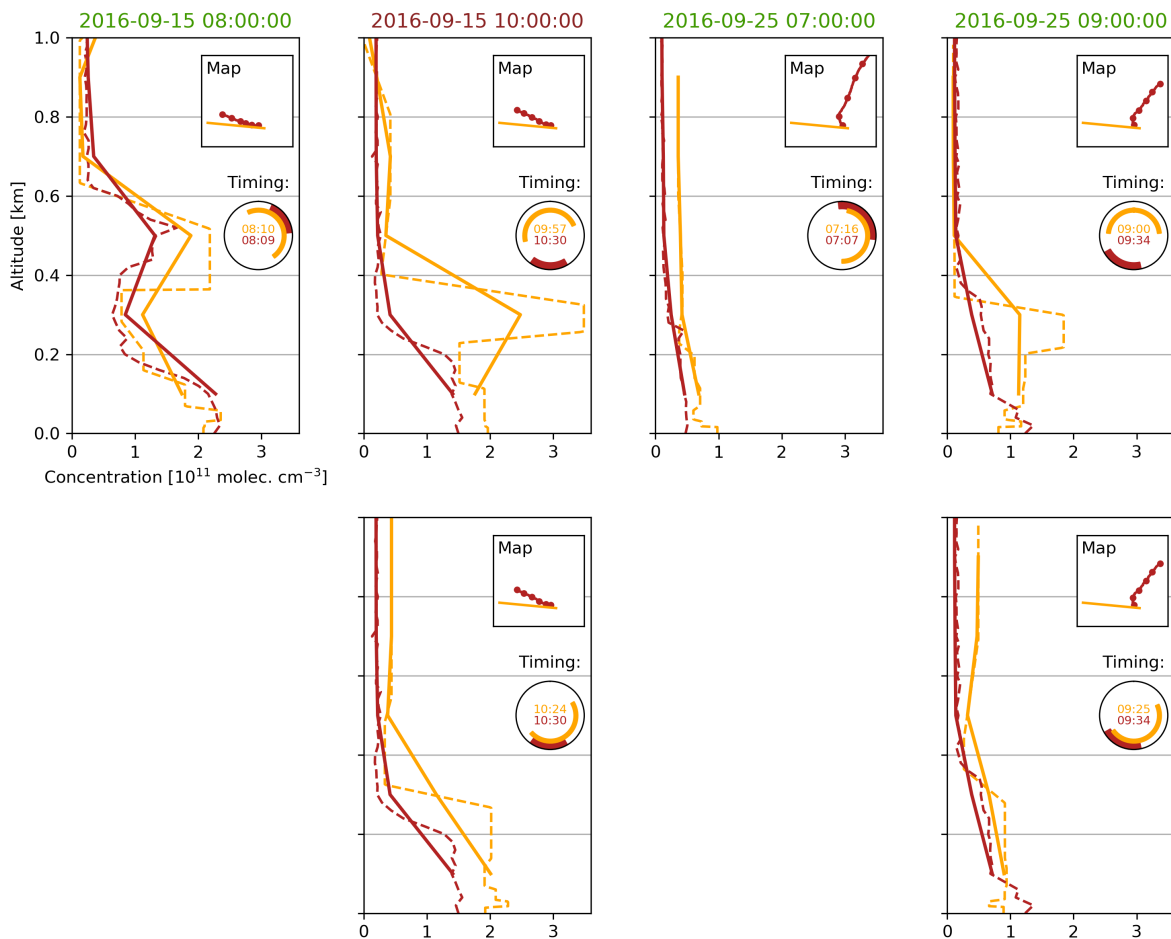 2016-09-15 08:00:00
2016-09-15 10:00:00
2016-09-25 07:00:00
2016-09-25 09:00:00
1.0
0.8
0.6
0.4
0.2
0.0
Altitude [km]
Map
Timing:
08:10
08:09
0 1 2 3
Concentration [10¹¹ molec. cm⁻³]
Map
Timing:
09:57
10:30
0 1 2 3
Map
Timing:
07:16
07:07
0 1 2 3
Map
Timing:
09:00
09:34
0 1 2 3
Map
Timing:
10:24
10:30
0 1 2 3
Map
Timing:
09:25
09:34
0 1 2 3